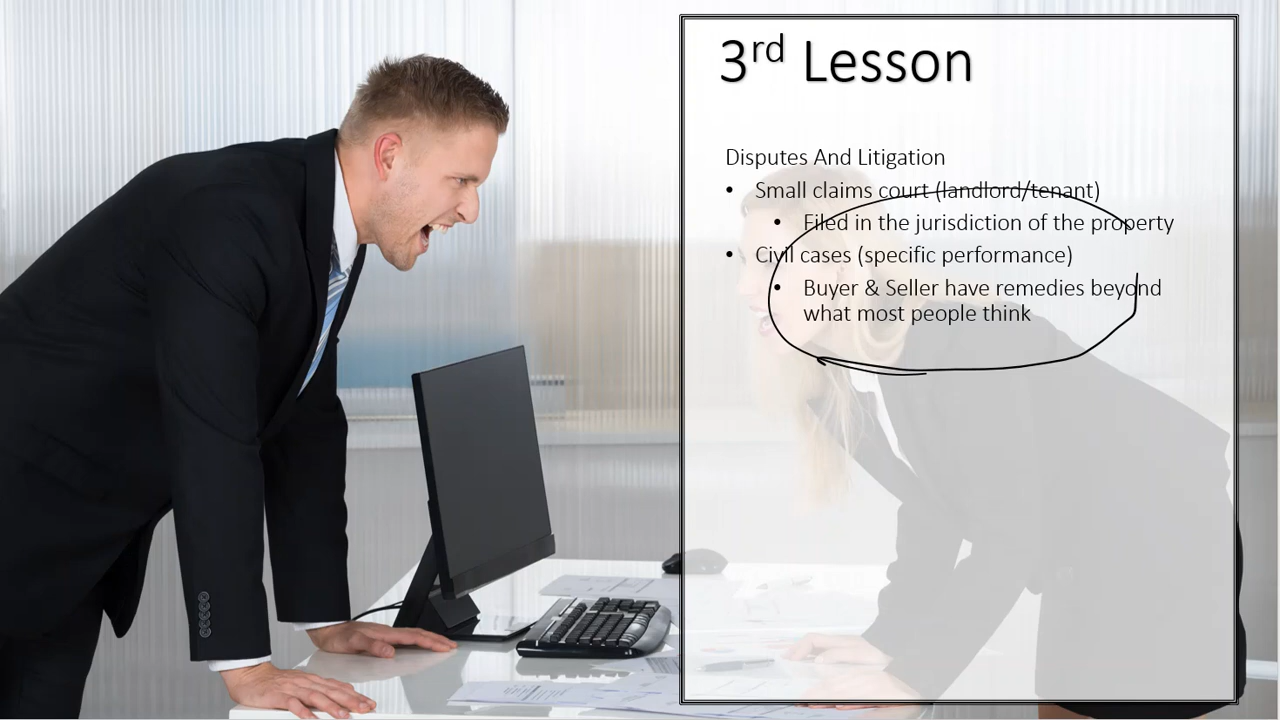 3rd Lesson
Disputes And Litigation
• Small claims court (landlord/tenant)
• Filed in the jurisdiction of the property
• Civil cases (specific performance)
• Buyer & Seller have remedies beyond
what most people think